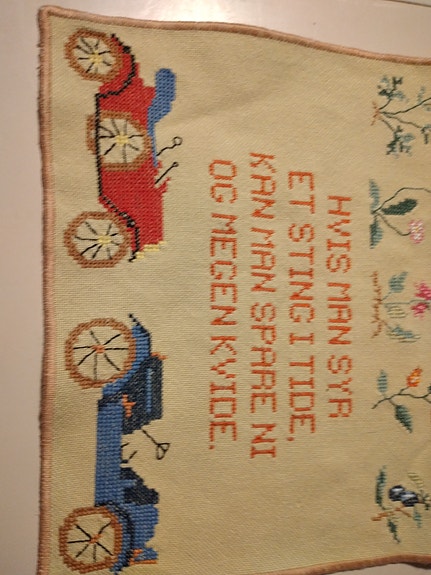 HVIS MAN SYR
ET STING I TIDE,
KAN MAN SPARE NI
OG MEGEN KVIDE.